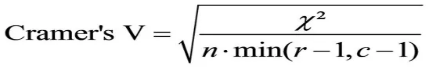 Cramer's V = √(χ² / (n · min(r − 1, c − 1)))